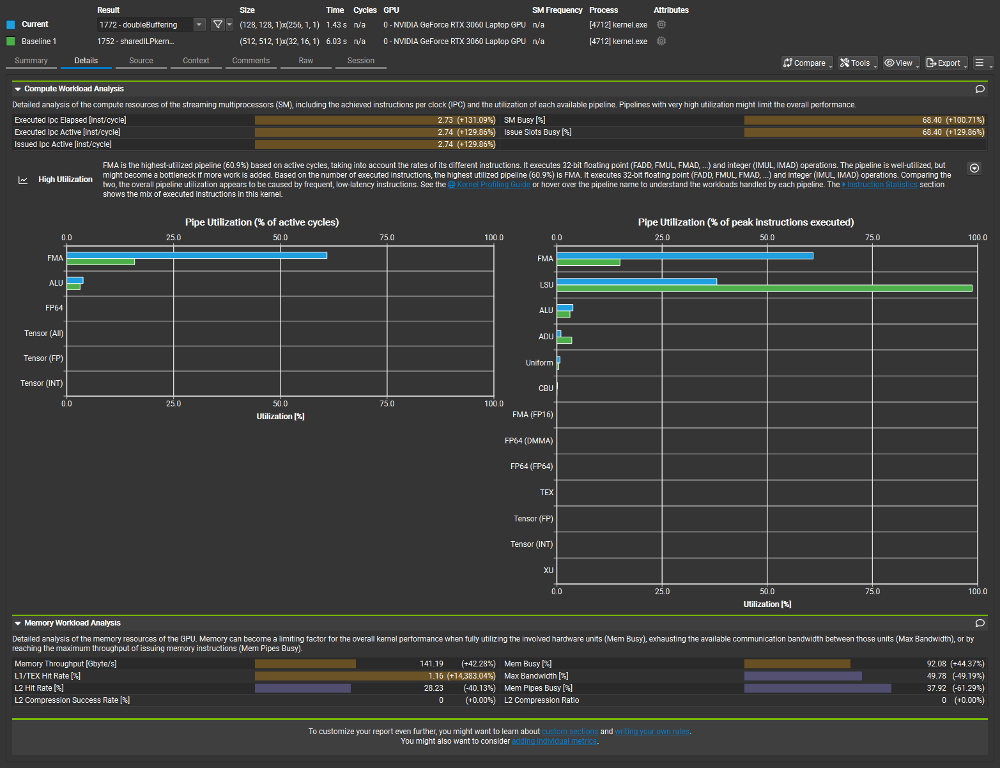 Result Size Time Cycles GPU SM Frequency Process Attributes
Current 1772 - doubleBuffering (128, 128, 1)x(256, 1, 1) 1.43 s n/a 0 - NVIDIA GeForce RTX 3060 Laptop GPU n/a [4712] kernel.exe
Baseline 1 1752 - sharedILPkern... (512, 512, 1)x(32, 16, 1) 6.03 s n/a 0 - NVIDIA GeForce RTX 3060 Laptop GPU n/a [4712] kernel.exe
Summary Details Source Context Comments Raw Session Compare Tools View Export
Compute Workload Analysis
Detailed analysis of the compute resources of the streaming multiprocessors (SM), including the achieved instructions per clock (IPC) and the utilization of each available pipeline. Pipelines with very high utilization might limit the overall performance.
Executed Ipc Elapsed [inst/cycle] 2.73 (+131.09%) SM Busy [%] 68.40 (+100.71%)
Executed Ipc Active [inst/cycle] 2.74 (+129.86%) Issue Slots Busy [%] 68.40 (+129.86%)
Issued Ipc Active [inst/cycle] 2.74 (+129.86%)
High Utilization
FMA is the highest-utilized pipeline (60.9%) based on active cycles, taking into account the rates of its different instructions. It executes 32-bit floating point (FADD, FMUL, FMAD, ...) and integer (IMUL, IMAD) operations. The pipeline is well-utilized, but
might become a bottleneck if more work is added. Based on the number of executed instructions, the highest utilized pipeline (60.9%) is FMA. It executes 32-bit floating point (FADD, FMUL, FMAD, ...) and integer (IMUL, IMAD) operations. Comparing the
two, the overall pipeline utilization appears to be caused by frequent, low-latency instructions. See the Kernel Profiling Guide or hover over the pipeline name to understand the workloads handled by each pipeline. The Instruction Statistics section
shows the mix of executed instructions in this kernel.
Pipe Utilization (% of active cycles)
0.0 25.0 50.0 75.0 100.0
FMA
ALU
FP64
Tensor (All)
Tensor (FP)
Tensor (INT)
0.0 25.0 50.0 75.0 100.0
Utilization [%]
Pipe Utilization (% of peak instructions executed)
0.0 25.0 50.0 75.0 100.0
FMA
LSU
ALU
ADU
Uniform
CBU
FMA (FP16)
FP64 (DMMA)
FP64 (FP64)
TEX
Tensor (FP)
Tensor (INT)
XU
0.0 25.0 50.0 75.0 100.0
Utilization [%]
Memory Workload Analysis
Detailed analysis of the memory resources of the GPU. Memory can become a limiting factor for the overall kernel performance when fully utilizing the involved hardware units (Mem Busy), exhausting the available communication bandwidth between those units (Max Bandwidth), or by
reaching the maximum throughput of issuing memory instructions (Mem Pipes Busy).
Memory Throughput [Gbyte/s] 141.19 (+42.28%) Mem Busy [%] 92.08 (+44.37%)
L1/TEX Hit Rate [%] 1.16 (+14,383.04%) Max Bandwidth [%] 49.78 (-49.19%)
L2 Hit Rate [%] 28.23 (-40.13%) Mem Pipes Busy [%] 37.92 (-61.29%)
L2 Compression Success Rate [%] 0 (+0.00%) L2 Compression Ratio 0 (+0.00%)
To customize your report even further, you might want to learn about custom sections and writing your own rules.
You might also want to consider adding individual metrics.